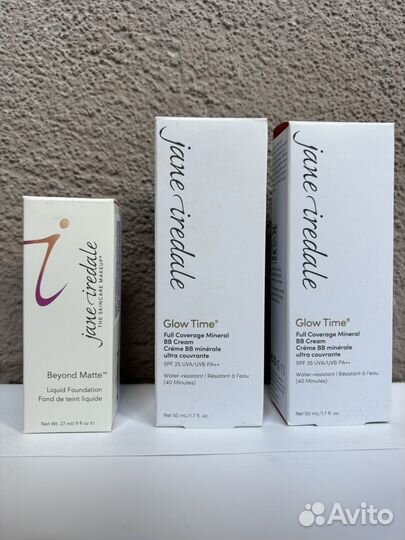 jane iredale
THE SKINCARE MAKEUP®
Beyond Matte™
Liquid Foundation
Fond de teint liquide
Net wt. 27 ml/.9 fl oz ℮
jane iredale
Glow Time®
Full Coverage Mineral
BB Cream
Créme BB minérale
ultra couvrante
SPF 25 UVA/UVB PA++
Water-resistant | Résistant à l'eau
(40 Minutes)
Net 50 mL/1.7 fl. oz.
jane iredale
Glow Time®
Full Coverage Mineral
BB Cream
Créme BB minérale
ultra couvrante
SPF 25 UVA/UVB PA++
Water-resistant | Résistant à l'eau
(40 Minutes)
Net 50 mL/1.7 fl. oz.
Avito